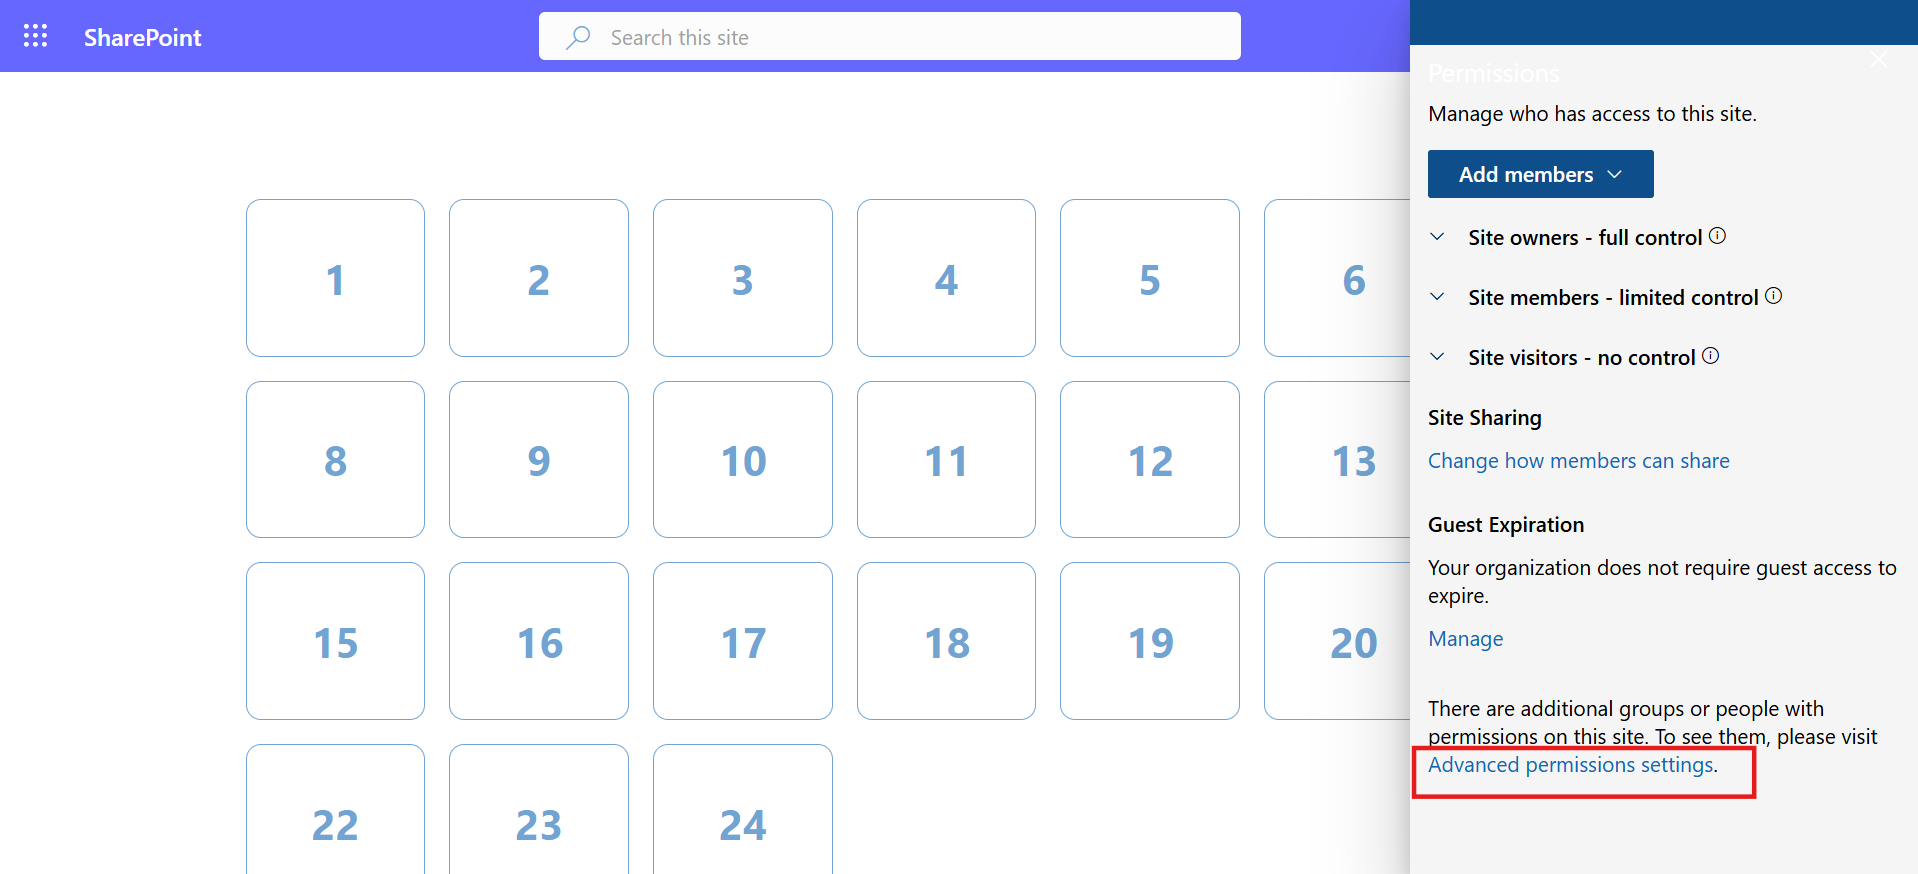 SharePoint
Search this site
1
2
3
4
5
6
8
9
10
11
12
13
15
16
17
18
19
20
22
23
24
Permissions
Manage who has access to this site.
Add members
Site owners - full control
Site members - limited control
Site visitors - no control
Site Sharing
Change how members can share
Guest Expiration
Your organization does not require guest access to
expire.
Manage
There are additional groups or people with
permissions on this site. To see them, please visit
Advanced permissions settings.